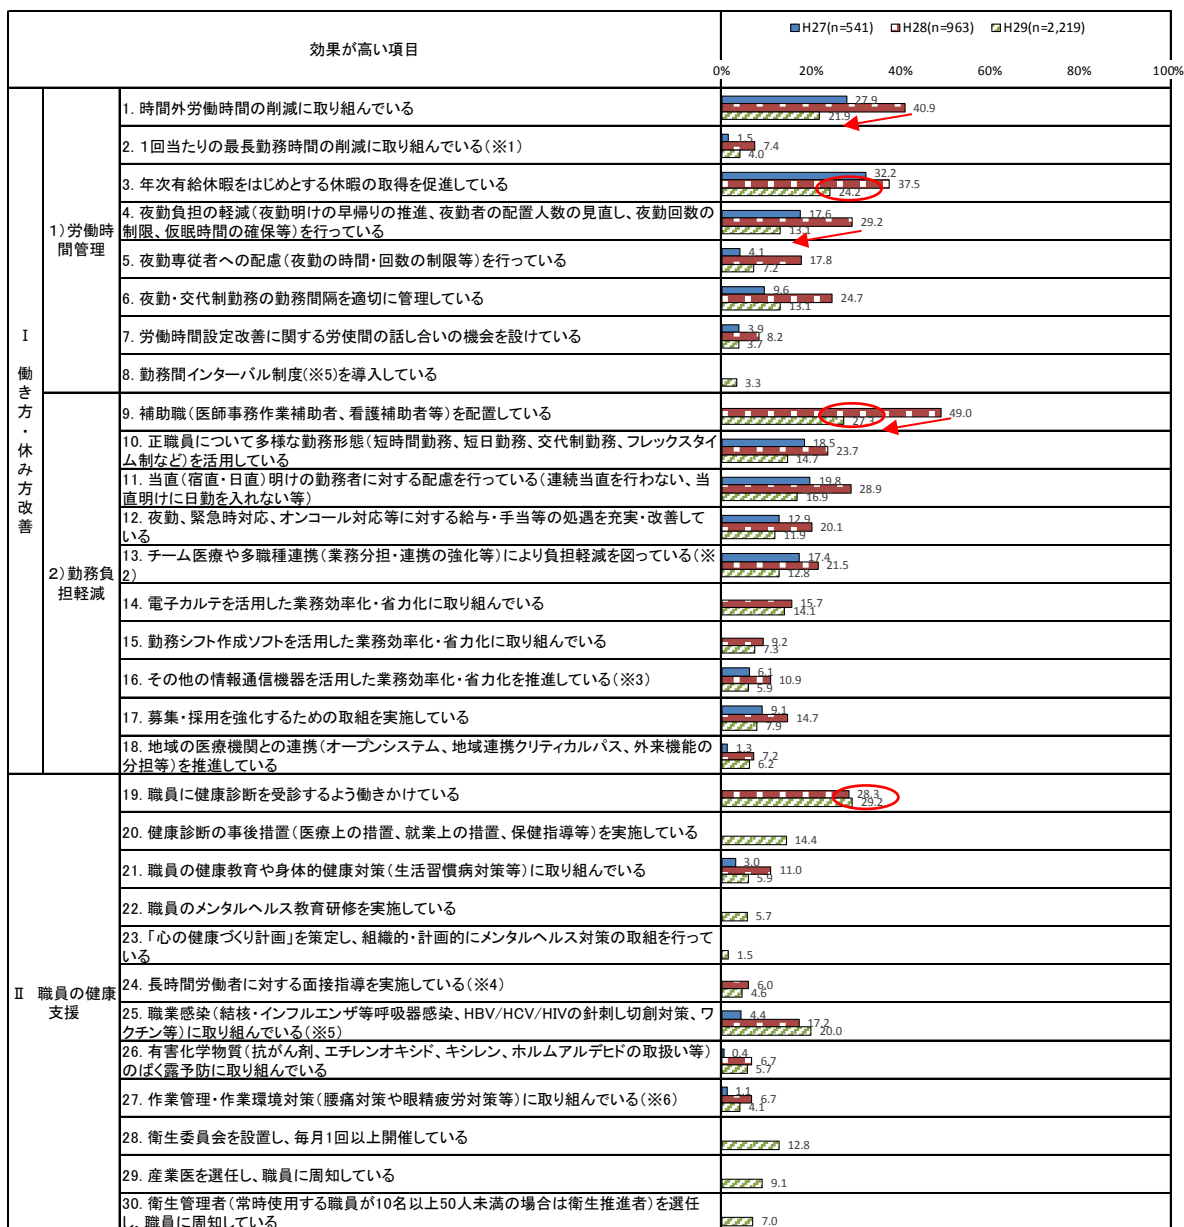 効果が高い項目
H27(n=541) H28(n=963) H29(n=2,219)
0% 20% 40% 60% 80% 100%
Ⅰ 働き方・休み方改善
1)労働時
間管理
1. 時間外労働時間の削減に取り組んでいる
27.9
40.9
21.9
2. 1回当たりの最長勤務時間の削減に取り組んでいる(※1)
1.5
7.4
4.0
3. 年次有給休暇をはじめとする休暇の取得を促進している
32.2
37.5
24.2
4. 夜勤負担の軽減(夜勤明けの早帰りの推進、夜勤者の配置人数の見直し、夜勤回数の
制限、仮眠時間の確保等)を行っている
17.6
29.2
13.1
5. 夜勤専従者への配慮(夜勤の時間・回数の制限等)を行っている
4.1
17.8
7.2
6. 夜勤・交代制勤務の勤務間隔を適切に管理している
9.6
24.7
13.1
7. 労働時間設定改善に関する労使間の話し合いの機会を設けている
3.9
8.2
3.7
8. 勤務間インターバル制度(※5)を導入している
3.3
2)勤務負
担軽減
9. 補助職(医師事務作業補助者、看護補助者等)を配置している
49.0
27.3
10. 正職員について多様な勤務形態(短時間勤務、短日勤務、交代制勤務、フレックスタイ
ム制など)を活用している
18.5
23.7
14.7
11. 当直(宿直・日直)明けの勤務者に対する配慮を行っている(連続当直を行わない、当
直明けに日勤を入れない等)
19.8
28.9
16.9
12. 夜勤、緊急時対応、オンコール対応等に対する給与・手当等の処遇を充実・改善して
いる
12.9
20.1
11.9
13. チーム医療や多職種連携(業務分担・連携の強化等)により負担軽減を図っている(※
2)
17.4
21.5
12.8
14. 電子カルテを活用した業務効率化・省力化に取り組んでいる
15.7
14.1
15. 勤務シフト作成ソフトを活用した業務効率化・省力化に取り組んでいる
9.2
7.3
16. その他の情報通信機器を活用した業務効率化・省力化を推進している(※3)
6.1
10.9
5.9
17. 募集・採用を強化するための取組を実施している
9.1
14.7
7.9
18. 地域の医療機関との連携(オープンシステム、地域連携クリティカルパス、外来機能の
分担等)を推進している
1.3
7.2
6.2
Ⅱ 職員の健康
支援
19. 職員に健康診断を受診するよう働きかけている
28.3
29.2
20. 健康診断の事後措置(医療上の措置、就業上の措置、保健指導等)を実施している
14.4
21. 職員の健康教育や身体的健康対策(生活習慣病対策等)に取り組んでいる
3.0
11.0
5.9
22. 職員のメンタルヘルス教育研修を実施している
5.7
23. 「心の健康づくり計画」を策定し、組織的・計画的にメンタルヘルス対策の取組を行って
いる
1.5
24. 長時間労働者に対する面接指導を実施している(※4)
6.0
4.6
25. 職業感染(結核・インフルエンザ等呼吸器感染、HBV/HCV/HIVの針刺し切創対策、ワ
クチン等)に取り組んでいる(※5)
4.4
17.2
20.0
26. 有害化学物質(抗がん剤、エチレンオキシド、キシレン、ホルムアルデヒドの取扱い等)
のばく露予防に取り組んでいる
0.4
6.7
5.7
27. 作業管理・作業環境対策(腰痛対策や眼精疲労対策等)に取り組んでいる(※6)
1.1
6.7
4.1
28. 衛生委員会を設置し、毎月1回以上開催している
12.8
29. 産業医を選任し、職員に周知している
9.1
30. 衛生管理者(常時使用する職員が10名以上50人未満の場合は衛生推進者)を選任
し、職員に周知している
7.0